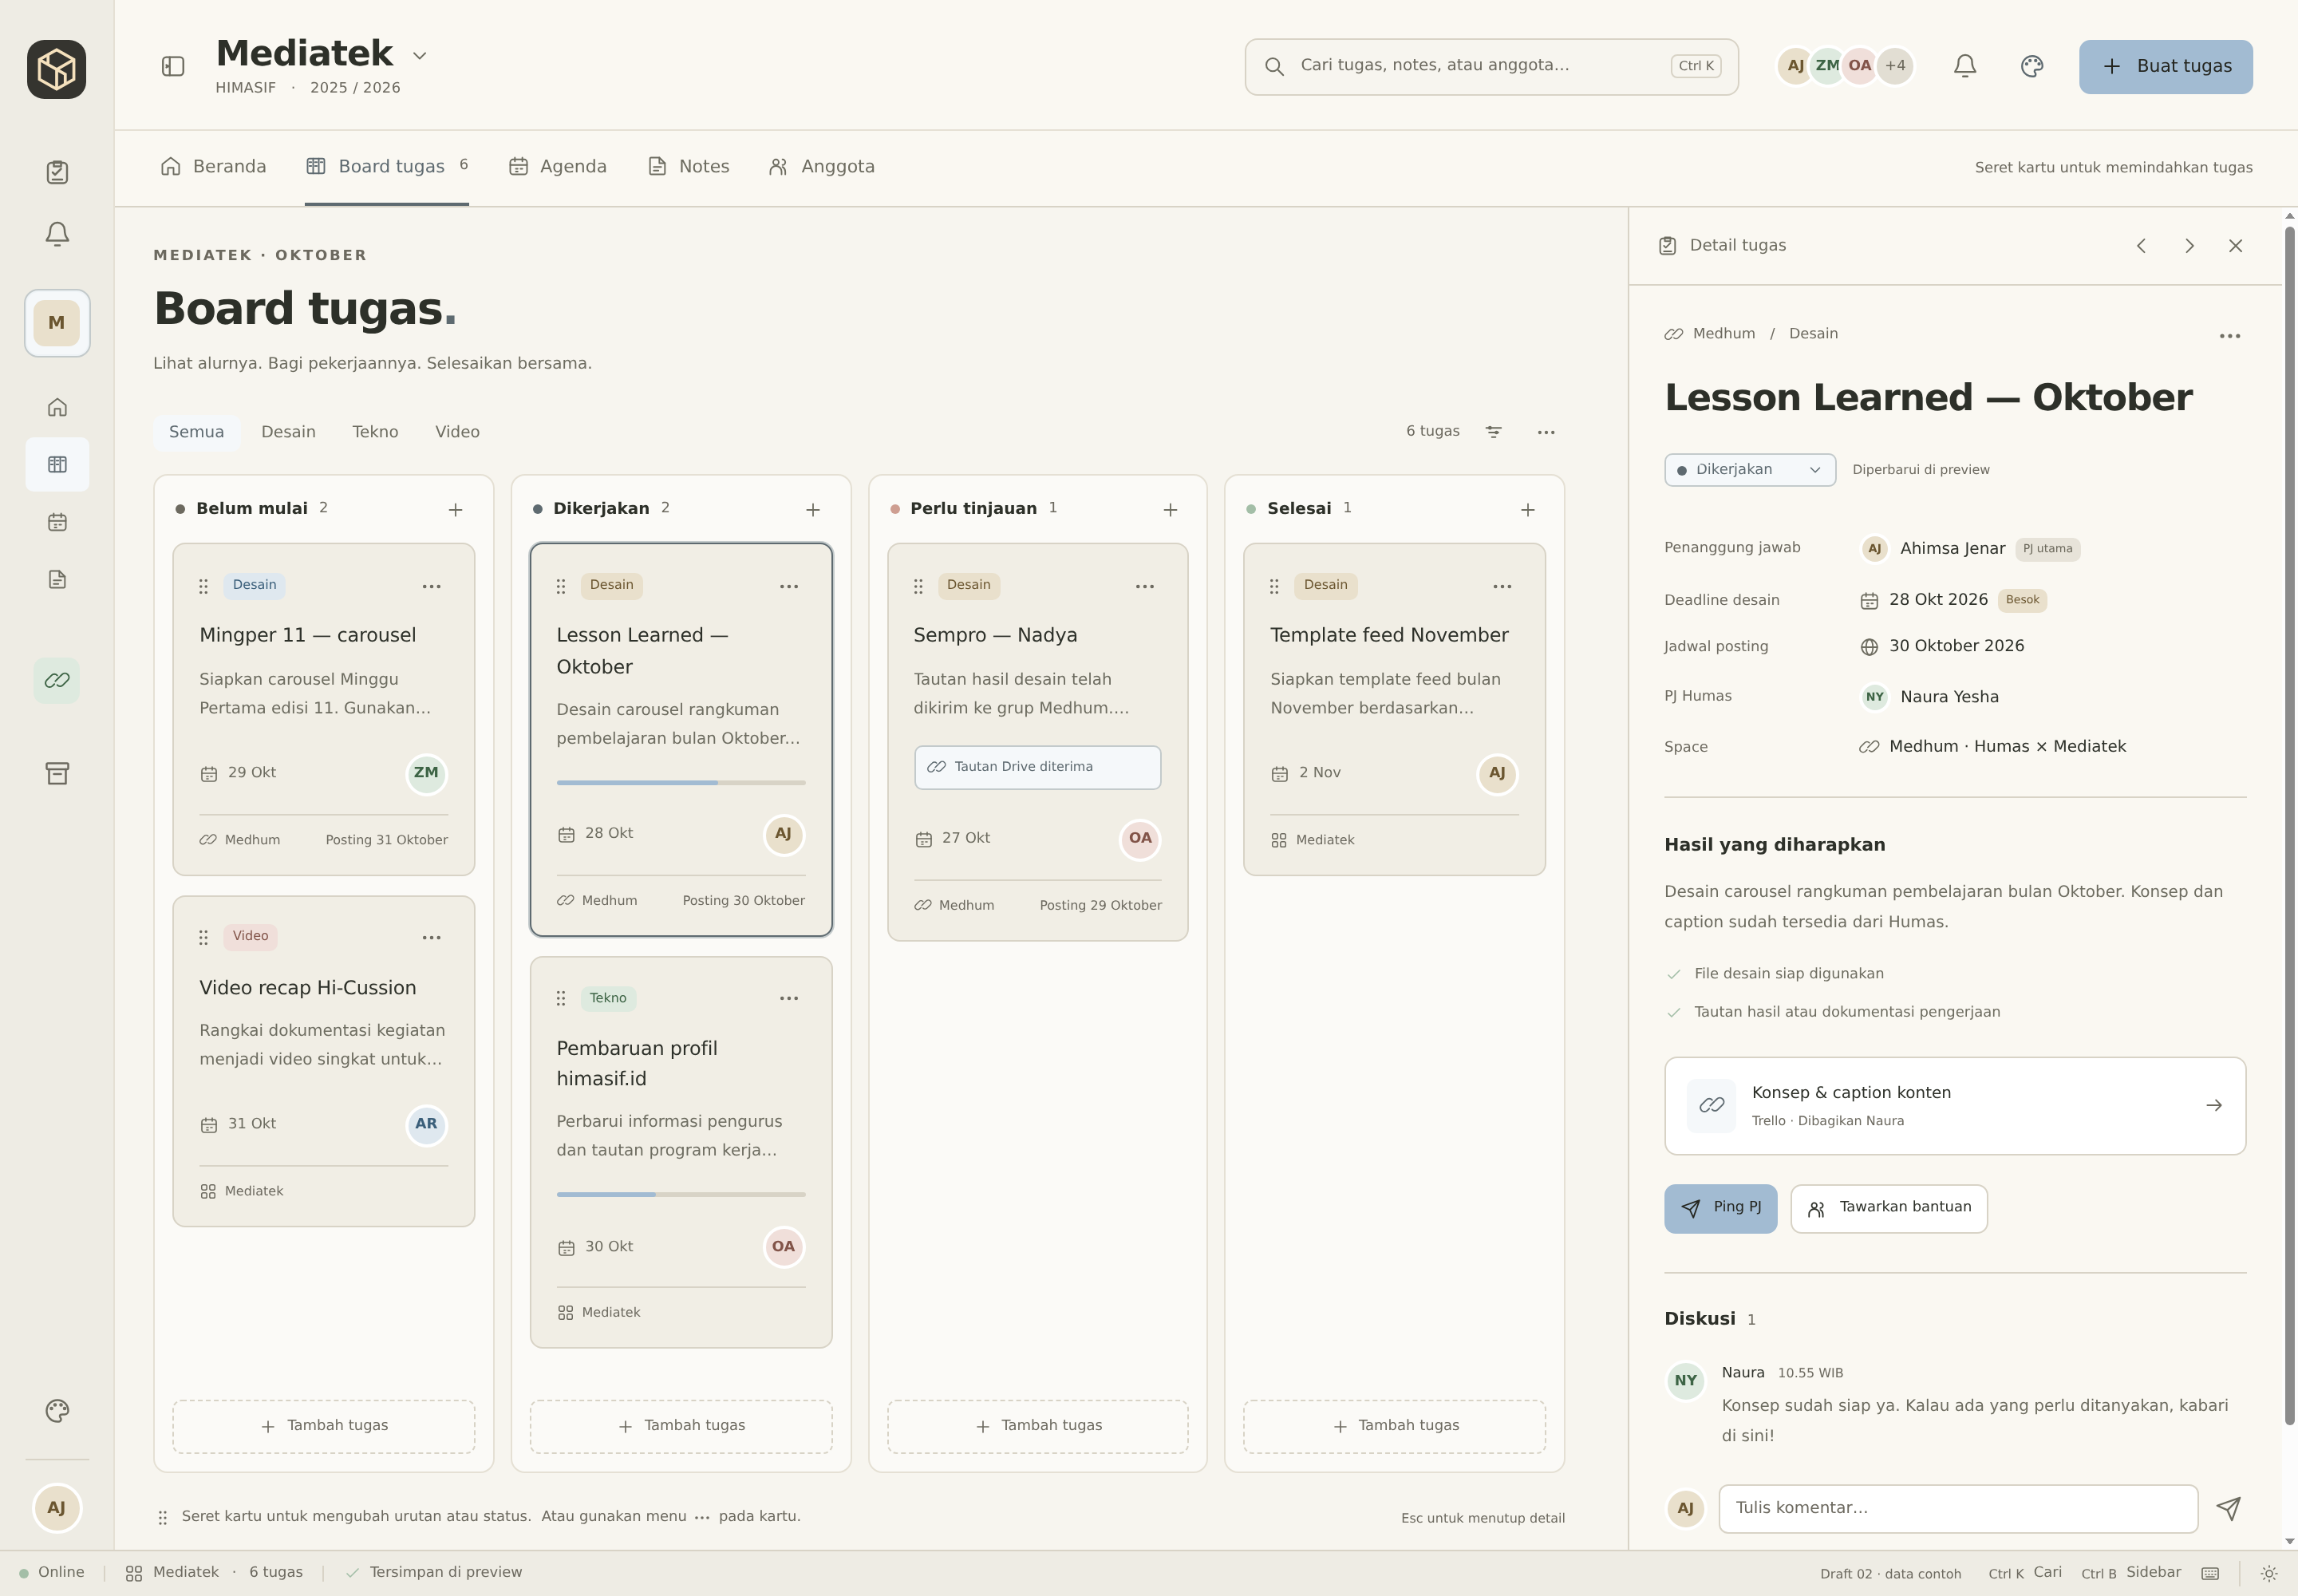 Mediatek
HIMASIF · 2025 / 2026
Cari tugas, notes, atau anggota…
Ctrl K
AJ
ZM
OA
+4
Buat tugas
Beranda
Board tugas 6
Agenda
Notes
Anggota
Seret kartu untuk memindahkan tugas
M
AJ
MEDIATEK · OKTOBER
Board tugas.
Lihat alurnya. Bagi pekerjaannya. Selesaikan bersama.
Semua
Desain
Tekno
Video
6 tugas
Belum mulai 2
Desain
Mingper 11 — carousel
Siapkan carousel Minggu
Pertama edisi 11. Gunakan…
29 Okt
ZM
Medhum
Posting 31 Oktober
Video
Video recap Hi-Cussion
Rangkai dokumentasi kegiatan
menjadi video singkat untuk…
31 Okt
AR
Mediatek
Tambah tugas
Dikerjakan 2
Desain
Lesson Learned —
Oktober
Desain carousel rangkuman
pembelajaran bulan Oktober…
28 Okt
AJ
Medhum
Posting 30 Oktober
Tekno
Pembaruan profil
himasif.id
Perbarui informasi pengurus
dan tautan program kerja…
30 Okt
OA
Mediatek
Tambah tugas
Perlu tinjauan 1
Desain
Sempro — Nadya
Tautan hasil desain telah
dikirim ke grup Medhum.…
Tautan Drive diterima
27 Okt
OA
Medhum
Posting 29 Oktober
Tambah tugas
Selesai 1
Desain
Template feed November
Siapkan template feed bulan
November berdasarkan…
2 Nov
AJ
Mediatek
Tambah tugas
Seret kartu untuk mengubah urutan atau status. Atau gunakan menu ••• pada kartu.
Esc untuk menutup detail
Detail tugas
Medhum / Desain
Lesson Learned — Oktober
Dikerjakan
Diperbarui di preview
Penanggung jawab
AJ Ahimsa Jenar PJ utama
Deadline desain
28 Okt 2026 Besok
Jadwal posting
30 Oktober 2026
PJ Humas
NY Naura Yesha
Space
Medhum · Humas × Mediatek
Hasil yang diharapkan
Desain carousel rangkuman pembelajaran bulan Oktober. Konsep dan
caption sudah tersedia dari Humas.
File desain siap digunakan
Tautan hasil atau dokumentasi pengerjaan
Konsep & caption konten
Trello · Dibagikan Naura
Ping PJ
Tawarkan bantuan
Diskusi 1
NY
Naura 10.55 WIB
Konsep sudah siap ya. Kalau ada yang perlu ditanyakan, kabari
di sini!
AJ
Tulis komentar…
Online
Mediatek · 6 tugas
Tersimpan di preview
Draft 02 · data contoh
Ctrl K Cari
Ctrl B Sidebar